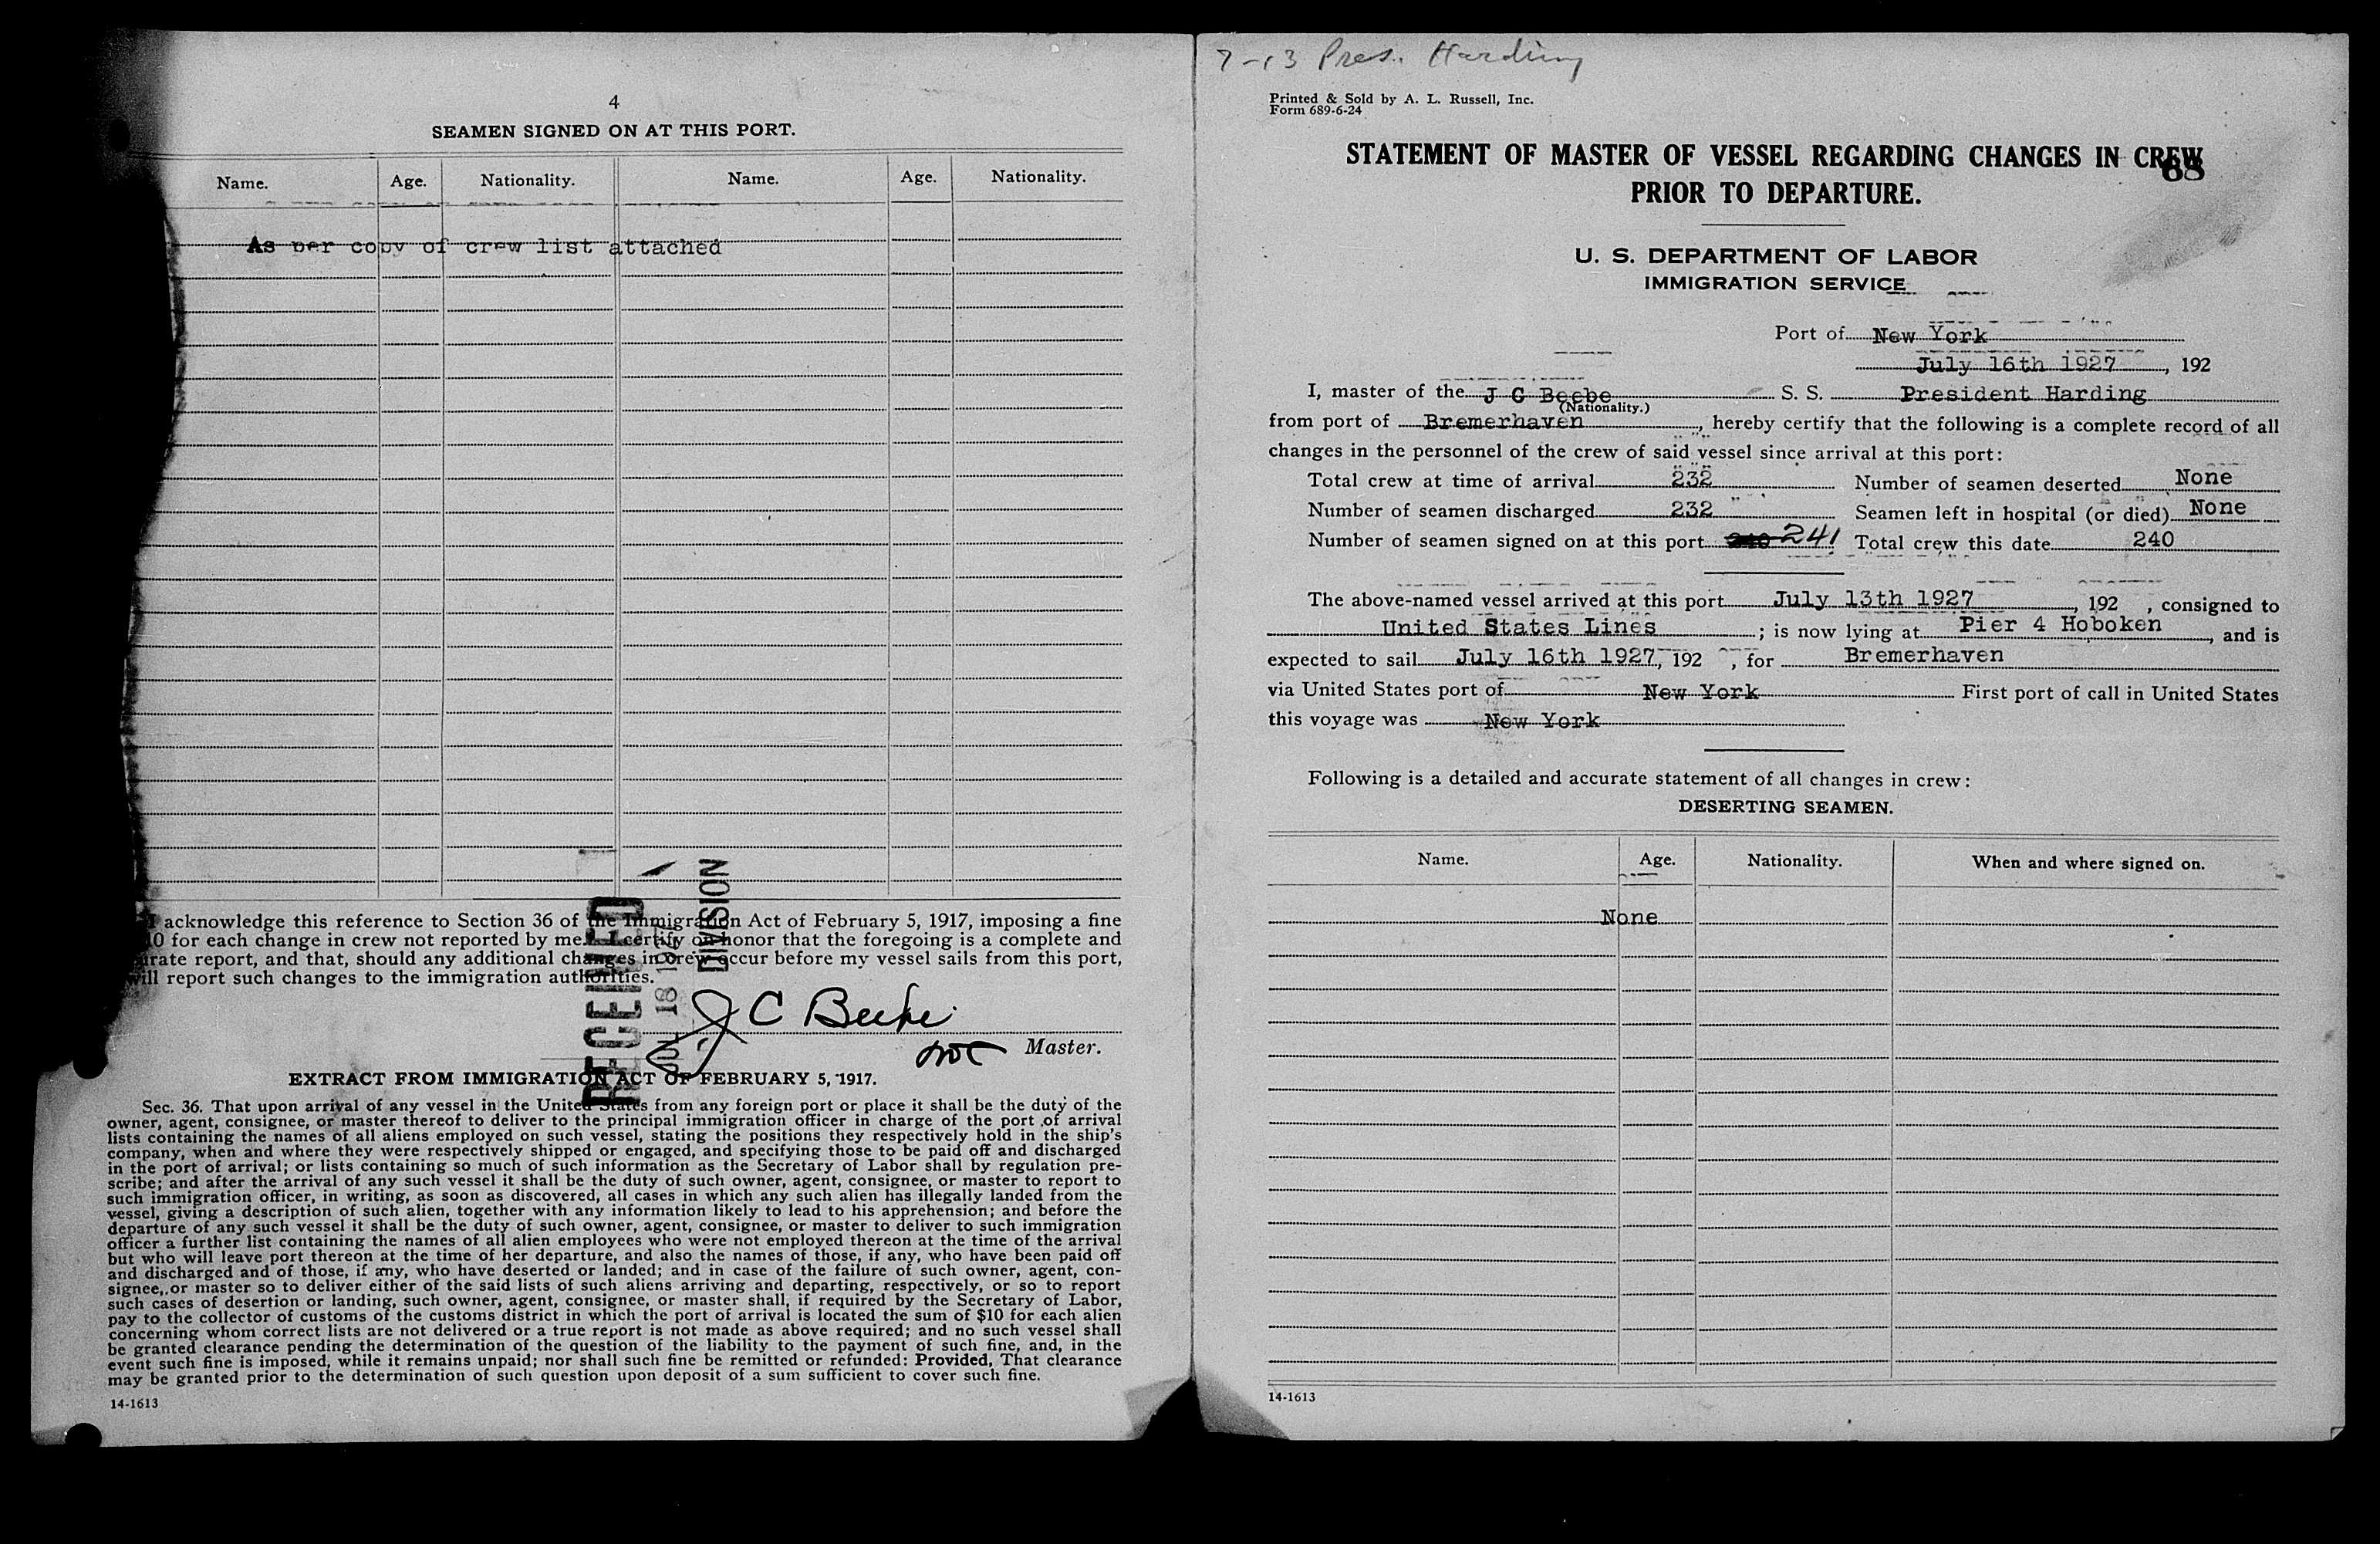 4
SEAMEN SIGNED ON AT THIS PORT.
Name. Age. Nationality. Name. Age. Nationality.
As per copy of crew list attached
I acknowledge this reference to Section 36 of the Immigration Act of February 5, 1917, imposing a fine
10 for each change in crew not reported by me. I certify on honor that the foregoing is a complete and
urate report, and that, should any additional changes in crew occur before my vessel sails from this port,
will report such changes to the immigration authorities.
RECEIVED
JUL 18 192
DIVISION
J C Beebe
Master.
EXTRACT FROM IMMIGRATION ACT OF FEBRUARY 5, 1917.
Sec. 36. That upon arrival of any vessel in the United States from any foreign port or place it shall be the duty of the
owner, agent, consignee, or master thereof to deliver to the principal immigration officer in charge of the port of arrival
lists containing the names of all aliens employed on such vessel, stating the positions they respectively hold in the ship's
company, when and where they were respectively shipped or engaged, and specifying those to be paid off and discharged
in the port of arrival; or lists containing so much of such information as the Secretary of Labor shall by regulation pre-
scribe; and after the arrival of any such vessel it shall be the duty of such owner, agent, consignee, or master to report to
such immigration officer, in writing, as soon as discovered, all cases in which any such alien has illegally landed from the
vessel, giving a description of such alien, together with any information likely to lead to his apprehension; and before the
departure of any such vessel it shall be the duty of such owner, agent, consignee, or master to deliver to such immigration
officer a further list containing the names of all alien employees who were not employed thereon at the time of the arrival
but who will leave port thereon at the time of her departure, and also the names of those, if any, who have been paid off
and discharged and of those, if any, who have deserted or landed; and in case of the failure of such owner, agent, con-
signee, or master so to deliver either of the said lists of such aliens arriving and departing, respectively, or so to report
such cases of desertion or landing, such owner, agent, consignee, or master shall, if required by the Secretary of Labor,
pay to the collector of customs of the customs district in which the port of arrival is located the sum of $10 for each alien
concerning whom correct lists are not delivered or a true report is not made as above required; and no such vessel shall
be granted clearance pending the determination of the question of the liability to the payment of such fine, and, in the
event such fine is imposed, while it remains unpaid; nor shall such fine be remitted or refunded: Provided, That clearance
may be granted prior to the determination of such question upon deposit of a sum sufficient to cover such fine.
14-1613
7-13 Pres. Harding
Printed & Sold by A. L. Russell, Inc.
Form 689-6-24
STATEMENT OF MASTER OF VESSEL REGARDING CHANGES IN CREW
68
PRIOR TO DEPARTURE.
U. S. DEPARTMENT OF LABOR
IMMIGRATION SERVICE
Port of New York
July 16th 1927, 192
I, master of the J C Beebe S. S. President Harding
(Nationality.)
from port of Bremerhaven, hereby certify that the following is a complete record of all
changes in the personnel of the crew of said vessel since arrival at this port:
Total crew at time of arrival 232 Number of seamen deserted None
Number of seamen discharged 232 Seamen left in hospital (or died) None
Number of seamen signed on at this port 240 241 Total crew this date 240
The above-named vessel arrived at this port July 13th 1927, 192 , consigned to
United States Lines; is now lying at Pier 4 Hoboken, and is
expected to sail July 16th 1927, 192 , for Bremerhaven
via United States port of New York First port of call in United States
this voyage was New York
Following is a detailed and accurate statement of all changes in crew:
DESERTING SEAMEN.
Name. Age. Nationality. When and where signed on.
None
14-1613